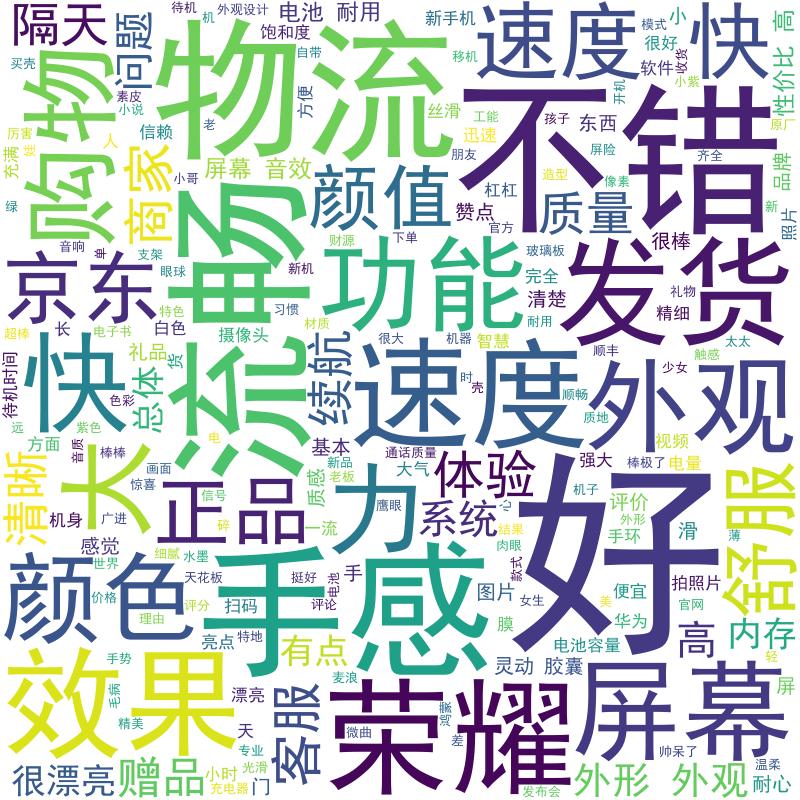 隔天
问题
待机
外观设计
电池
耐用
新手机
小
模式
高
速度
快
饱和度
自带
很好
机
移机
软件
收货
性价比
买壳
素皮
小说
方便
丝滑
工能
开机
小紫
原厂
购物
物流
不错
信赖
老
迅速
孩子
东西
厉害
人
充满
姓
商家
屏幕
音效
朋友
屏险
齐全
品牌
颜值
造型
像素
小哥
杠杠
质量
绿
赞点
官方
新
照片
音响
单
支架
财源
下单
玻璃板
很棒
京东
流畅
眼球
新机
功能
完全
发货
礼物
特色
习惯
清楚
精细
超棒
长
电子书
白色
摄像头
材质
耐用
快
礼品
货
续航
很大
机器
智慧
顺丰
触感
太太
待机时间
总体
速度
时
壳
少女
外观
色彩
顺畅
远
紫色
电
质地
方面
大
音质
棒棒
基本
通话质量
强大
视频
清晰
画面
新品
大气
体验
棒极了
电量
惊喜
质感
老板
力
机子
机身
广进
正品
信号
鹰眼
系统
心
评价
外形
舒服
碎
一流
结果
手环
滑
感觉
细腻
水墨
肉眼
薄
世界
好
颜色
天花板
挺好
电池
手
款式
拍照片
价格
评分
扫码
评论
图片
女生
便宜
美
官网
理由
手感
膜
华为
内存
亮点
特地
有点
电池容量
高
手势
麦浪
灵动
胶囊
轻
效果
毛病
漂亮
客服
荣耀
鸿蒙
屏幕
屏
精美
天
微曲
差
专业
帅呆了
温柔
很漂亮
赠品
小时
光滑
充电器
门
发布会
外形
外观
耐心